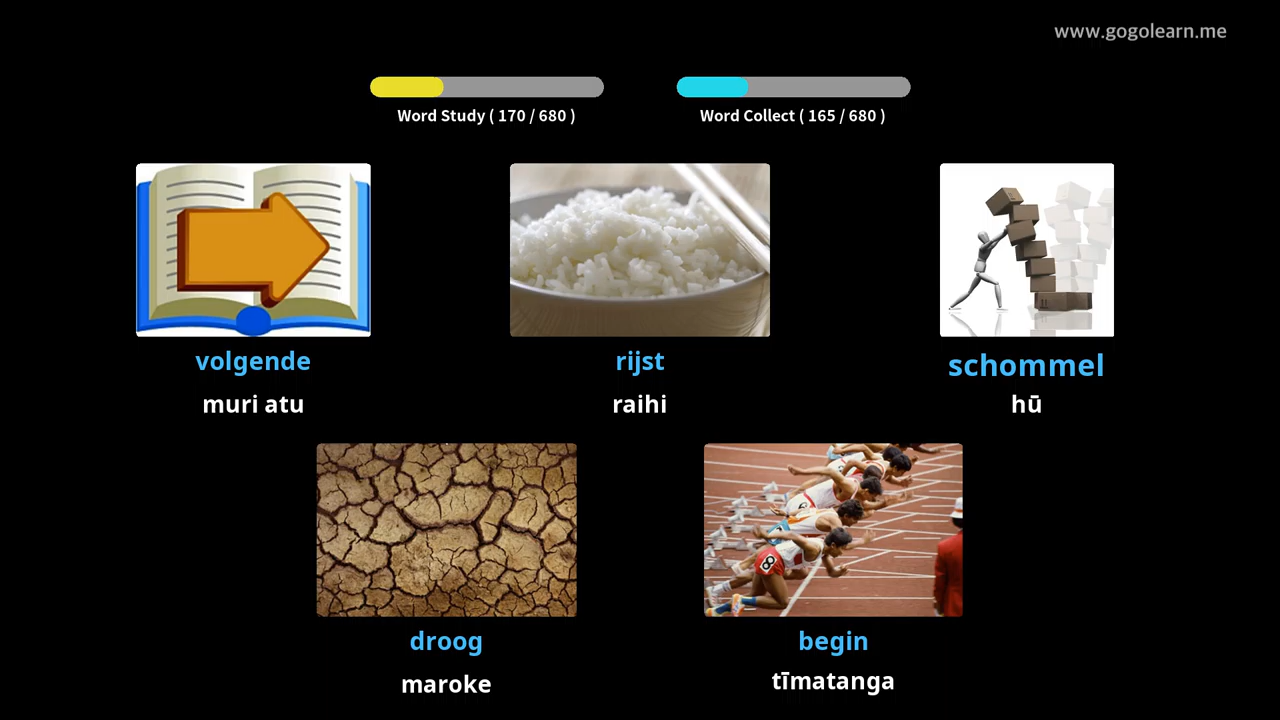 www.gogolearn.me
Word Study ( 170 / 680 )
Word Collect ( 165 / 680 )
volgende
rijst
schommel
muri atu
raihi
hū
droog
begin
maroke
tīmatanga